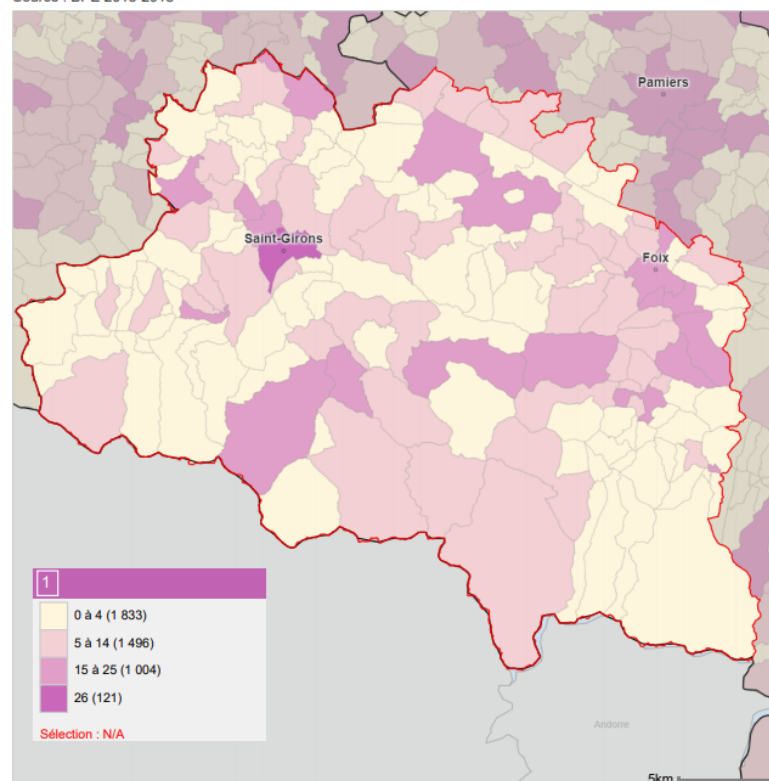 Pamiers
Saint-Girons
Foix
1
0 à 4 (1 833)
5 à 14 (1 496)
15 à 25 (1 004)
26 (121)
Sélection : N/A
Andorre
5km